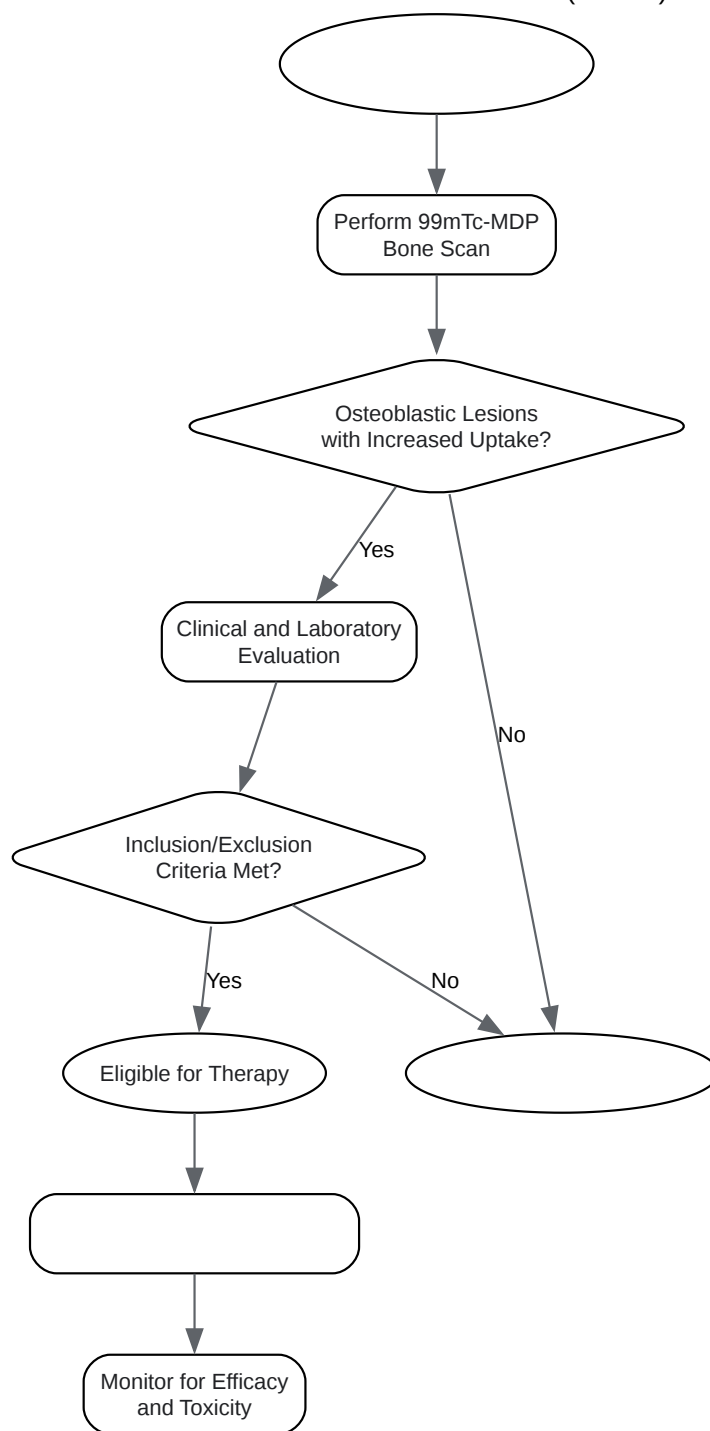 Perform 99mTc-MDP
Bone Scan
Osteoblastic Lesions
with Increased Uptake?
Yes
Clinical and Laboratory
Evaluation
No
Inclusion/Exclusion
Criteria Met?
Yes
No
Eligible for Therapy
Monitor for Efficacy
and Toxicity